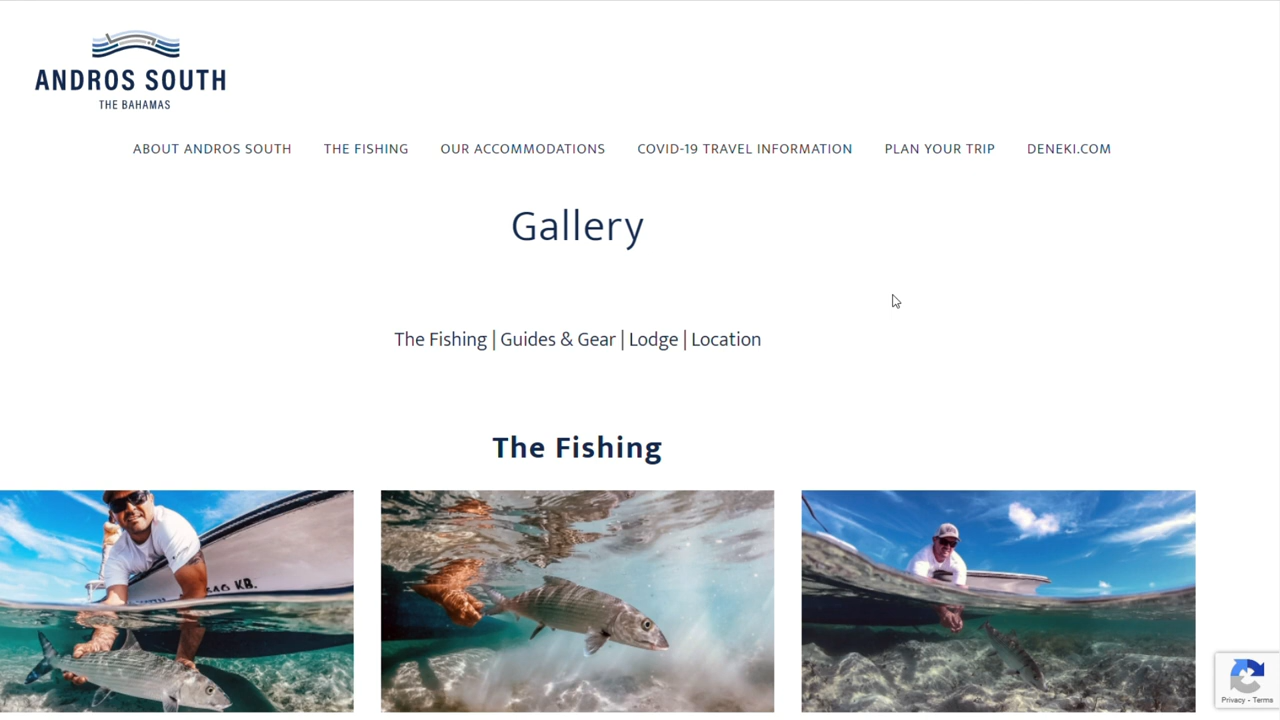 ANDROS SOUTH
THE BAHAMAS
ABOUT ANDROS SOUTH THE FISHING OUR ACCOMMODATIONS COVID-19 TRAVEL INFORMATION PLAN YOUR TRIP DENEKI.COM
Gallery
The Fishing | Guides & Gear | Lodge | Location
The Fishing
KB.
Privacy - Terms